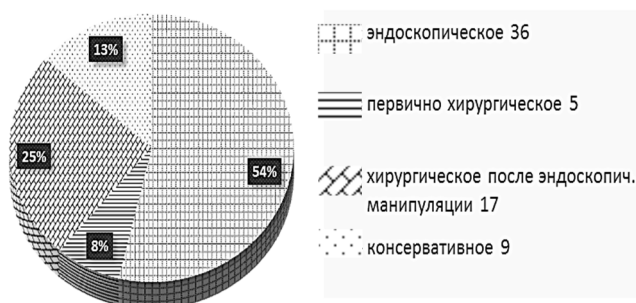 13%
25%
54%
8%
эндоскопическое 36
первично хирургическое 5
хирургическое после эндоскопич.
манипуляции 17
консервативное 9